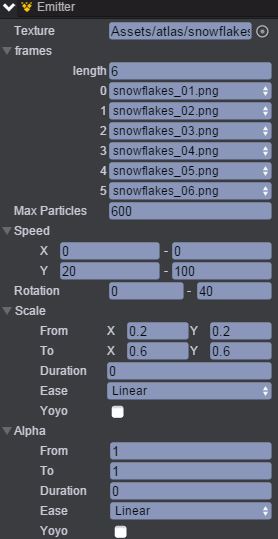 Emitter
Texture Assets/atlas/snowflakes
frames
length 6
0 snowflakes_01.png
1 snowflakes_02.png
2 snowflakes_03.png
3 snowflakes_04.png
4 snowflakes_05.png
5 snowflakes_06.png
Max Particles 600
Speed
X 0 - 0
Y 20 - 100
Rotation 0 - 40
Scale
From X 0.2 Y 0.2
To X 0.6 Y 0.6
Duration 0
Ease Linear
Yoyo
Alpha
From 1
To 1
Duration 0
Ease Linear
Yoyo